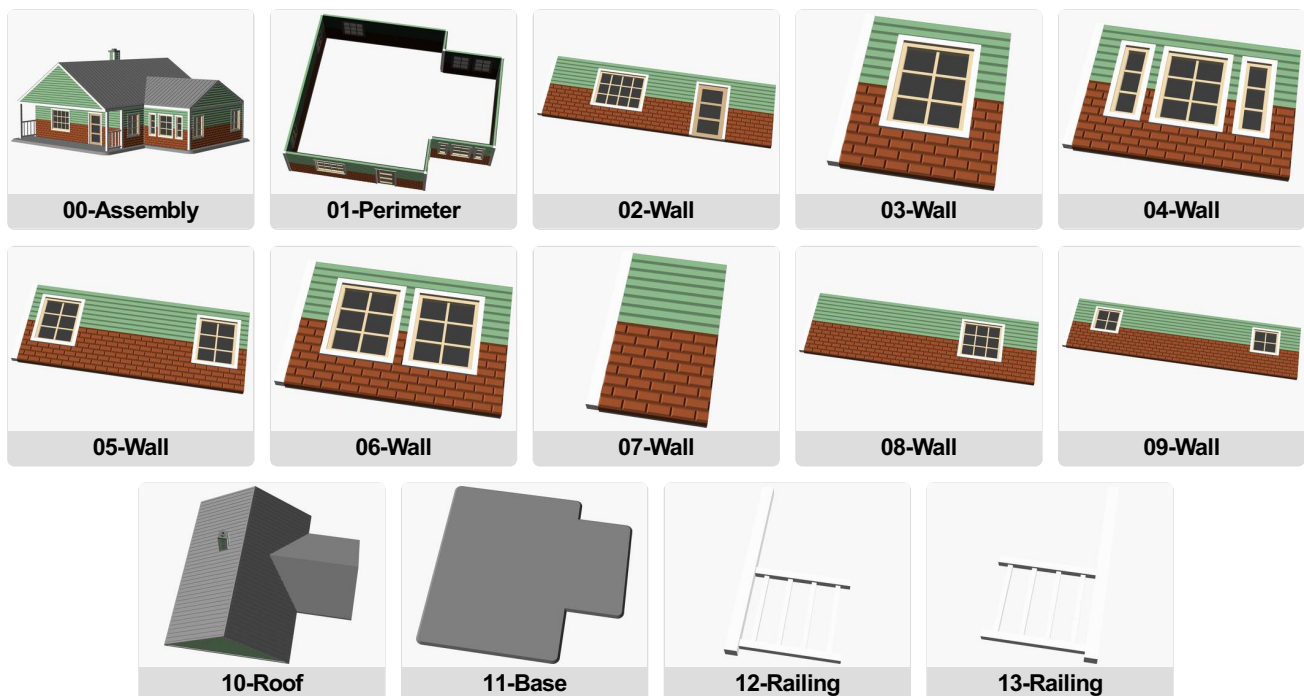 00-Assembly
01-Perimeter
02-Wall
03-Wall
04-Wall
05-Wall
06-Wall
07-Wall
08-Wall
09-Wall
10-Roof
11-Base
12-Railing
13-Railing